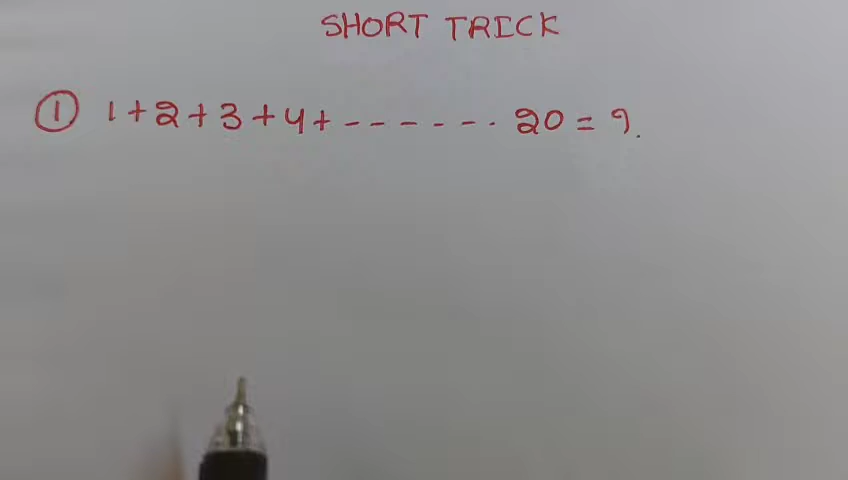 SHORT TRICK
① 1+2+3+4+ ------. 20 = ?